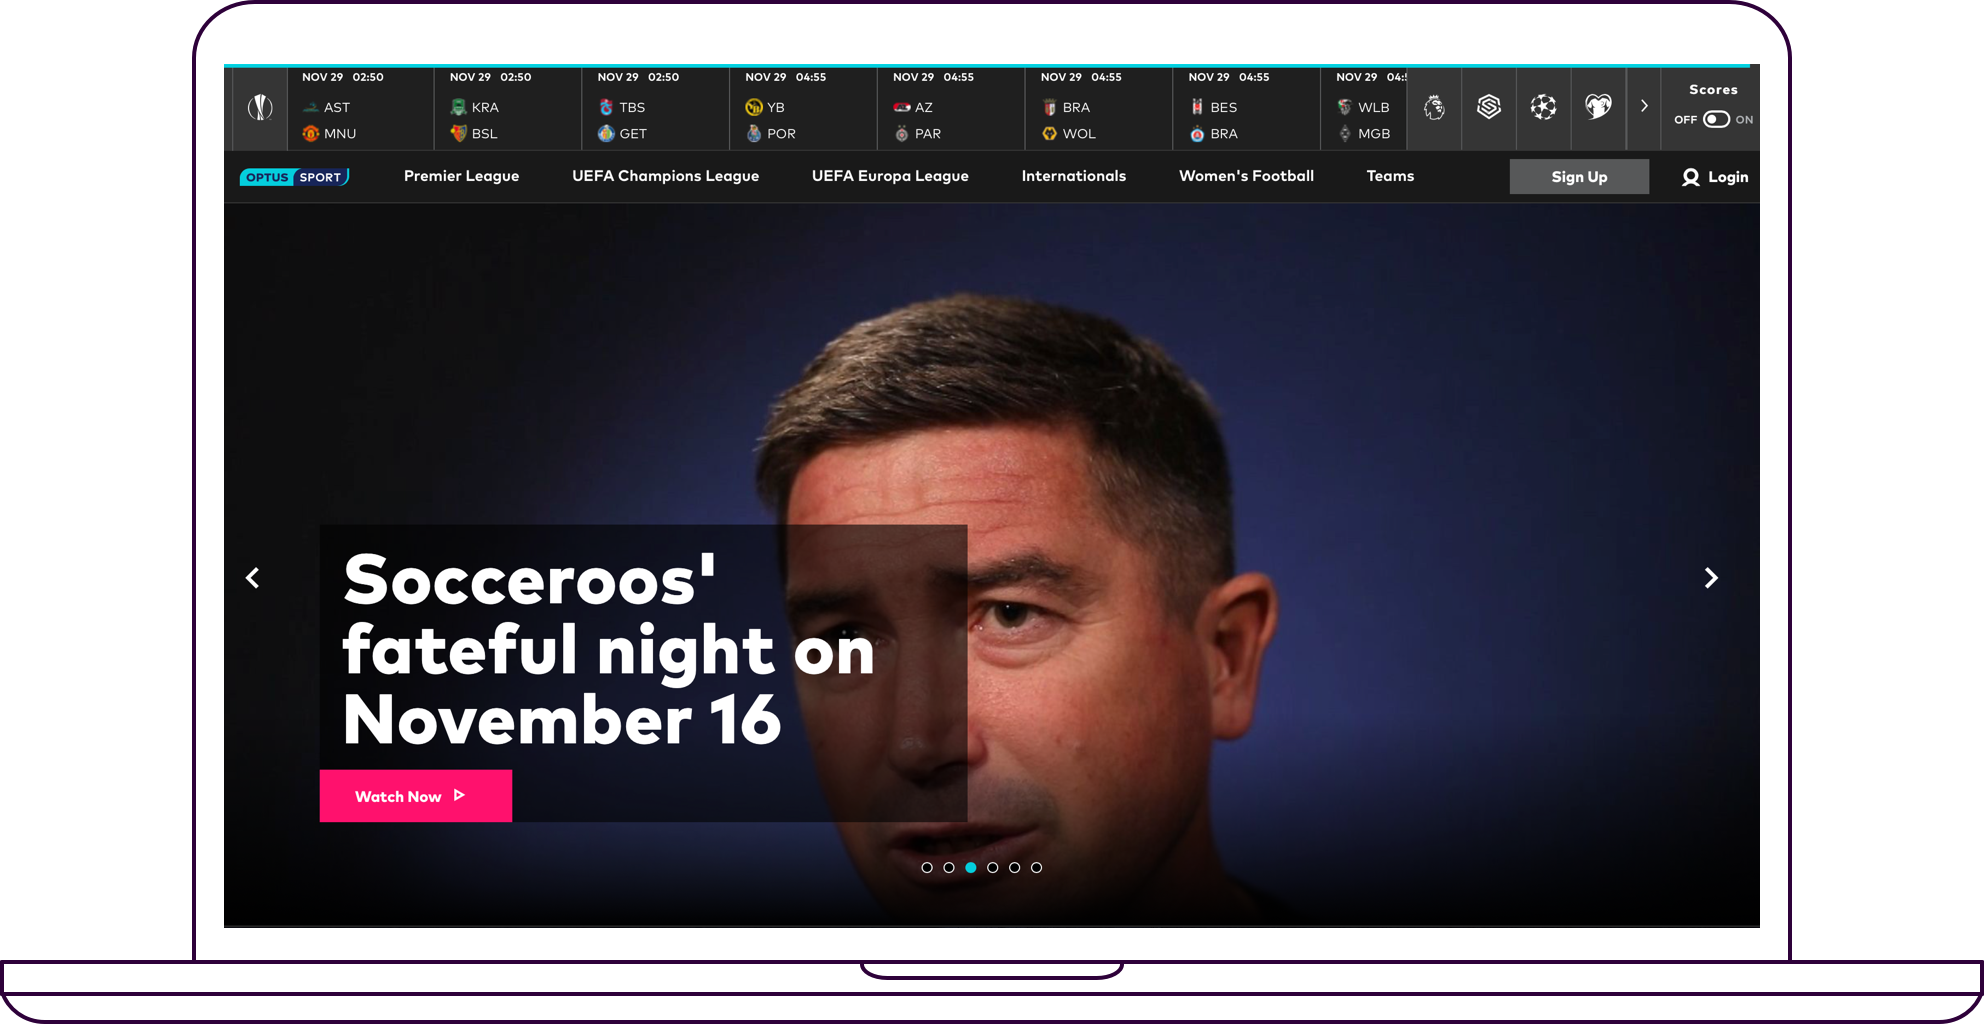 NOV 29 02:50
AST
MNU
NOV 29 02:50
KRA
BSL
NOV 29 02:50
TBS
GET
NOV 29 04:55
YB
POR
NOV 29 04:55
AZ
PAR
NOV 29 04:55
BRA
WOL
NOV 29 04:55
BES
BRA
NOV 29 04:
WLB
MGB
Scores
OFF ON
OPTUS SPORT
Premier League
UEFA Champions League
UEFA Europa League
Internationals
Women's Football
Teams
Sign Up
Login
Socceroos'
fateful night on
November 16
Watch Now